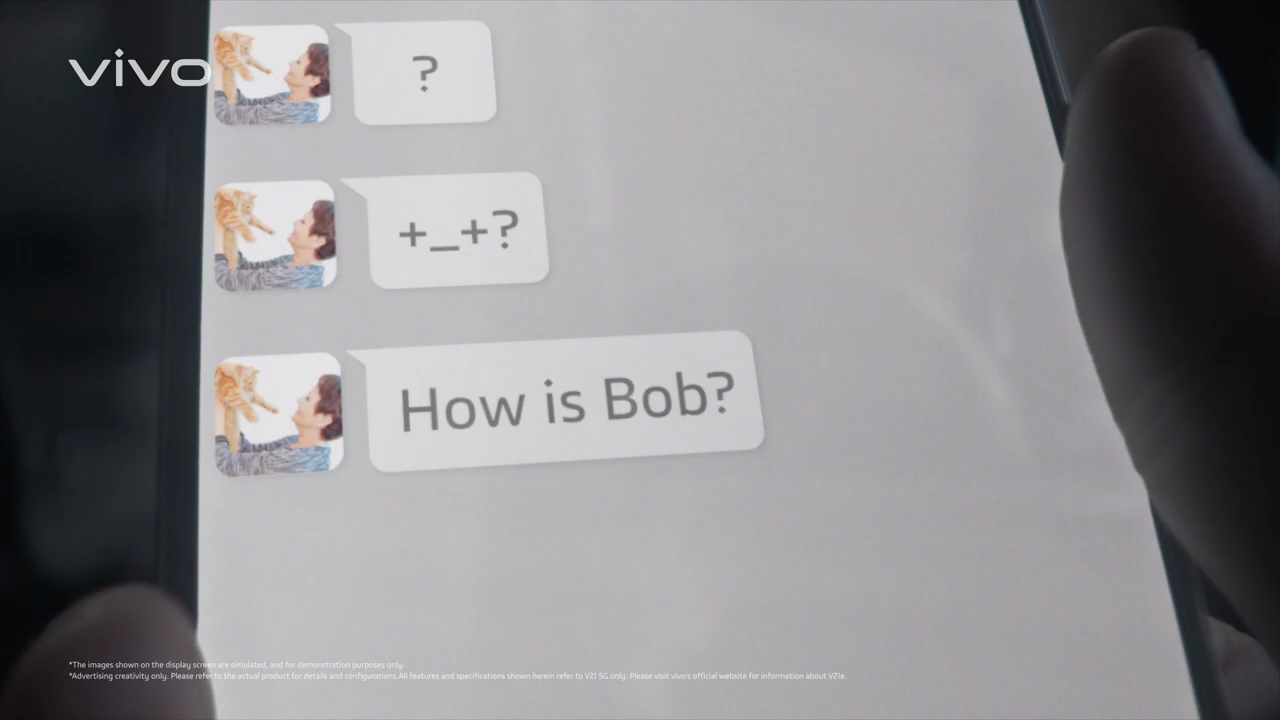 vivo
?
+_+?
How is Bob?
*The images shown on the display screen are simulated, and for demonstration purposes only.
*Advertising creativity only. Please refer to the actual product for details and configurations.All features and specifications shown herein refer to V21 5G only. Please visit vivo's official website for information about V21e.